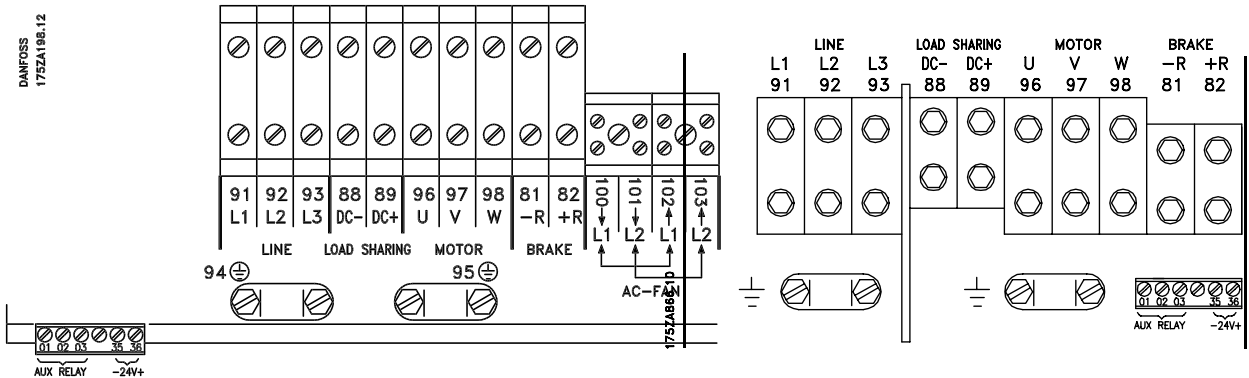 DANFOSS
175ZA198.12
91 92 93 88 89 96 97 98 81 82
L1 L2 L3 DC- DC+ U V W -R +R
100 101 102 103
L1 L2 L1 L2
LINE LOAD SHARING MOTOR BRAKE
94 95
AC-FAN
01 02 03 35 36
AUX RELAY -24V+
175ZA866.10
LINE LOAD SHARING MOTOR BRAKE
L1 L2 L3 DC- DC+ U V W -R +R
91 92 93 88 89 96 97 98 81 82
01 02 03 35 36
AUX RELAY -24V+